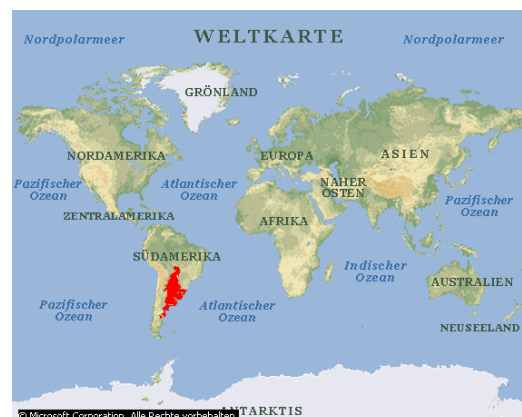 WELTKARTE
Nordpolarmeer
Nordpolarmeer
GRÖNLAND
NORDAMERIKA
EUROPA
ASIEN
NAHER
OSTEN
Pazifischer
Ozean
Atlantischer
Ozean
Pazifischer
Ozean
ZENTRALAMERIKA
AFRIKA
SÜDAMERIKA
Indischer
Ozean
AUSTRALIEN
Pazifischer
Ozean
Atlantischer
Ozean
NEUSEELAND
ANTARKTIS
© Microsoft Corporation. Alle Rechte vorbehalten.